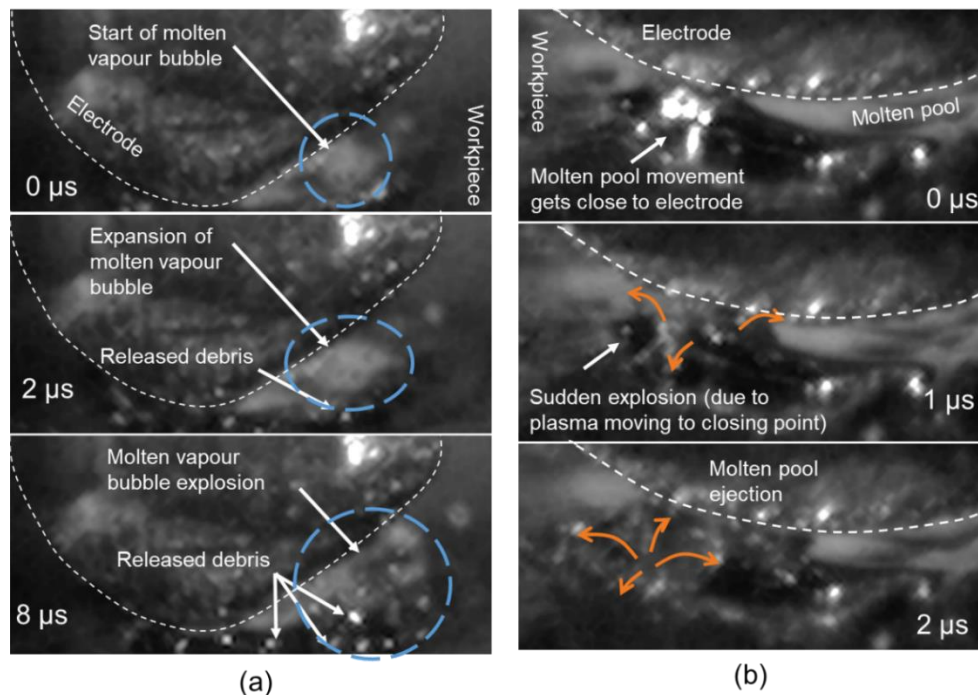 Start of molten
vapour bubble
Electrode
Workpiece
0 µs
Expansion of
molten vapour
bubble
Released debris
2 µs
Molten vapour
bubble explosion
Released debris
8 µs
(a)
Electrode
Workpiece
Molten pool
Molten pool movement
gets close to electrode
0 µs
Sudden explosion (due to
plasma moving to closing point)
1 µs
Molten pool
ejection
2 µs
(b)